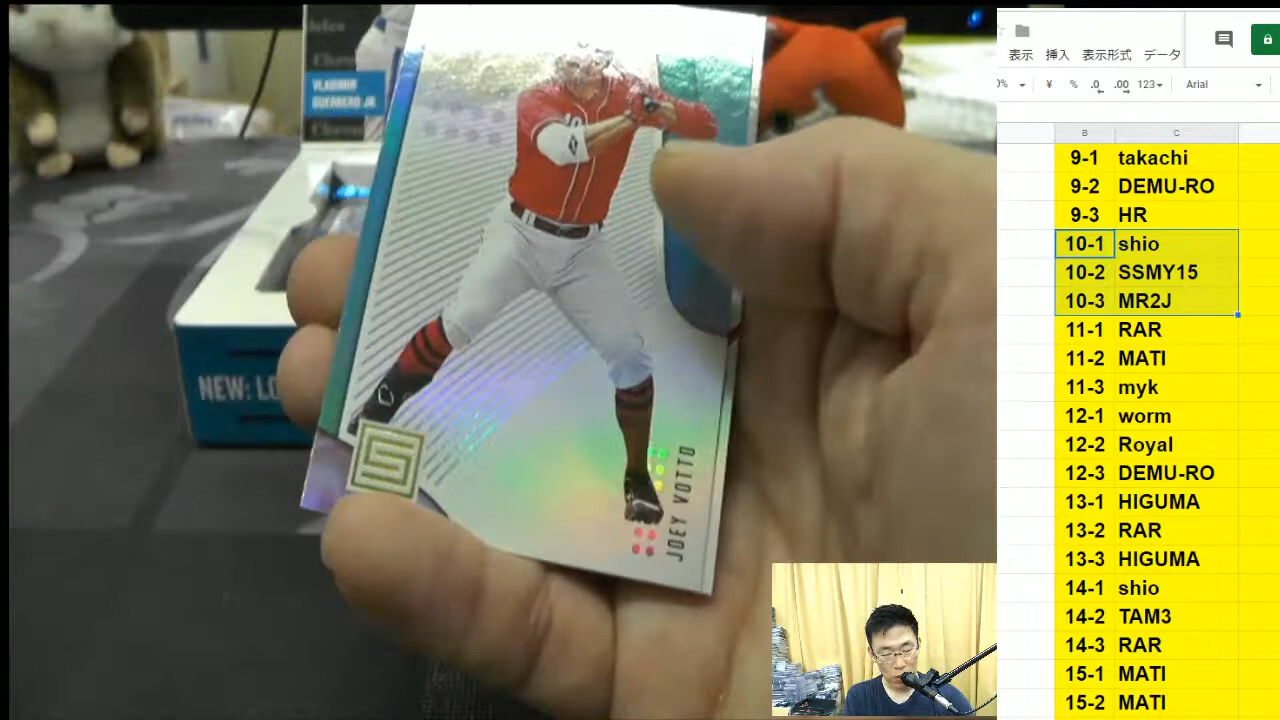 VLADIMIR
GUERRERO JR.
NEW: LO
JOEY VOTTO
表示 挿入 表示形式 データ
% ¥ % .0 .00 123 Arial
B C
9-1 takachi
9-2 DEMU-RO
9-3 HR
10-1 shio
10-2 SSMY15
10-3 MR2J
11-1 RAR
11-2 MATI
11-3 myk
12-1 worm
12-2 Royal
12-3 DEMU-RO
13-1 HIGUMA
13-2 RAR
13-3 HIGUMA
14-1 shio
14-2 TAM3
14-3 RAR
15-1 MATI
15-2 MATI